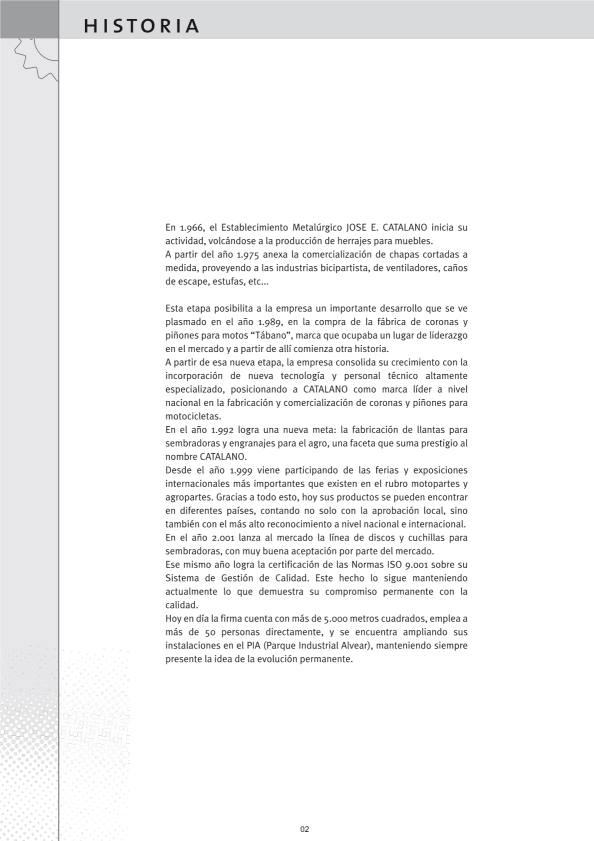 HISTORIA
En 1.966, el Establecimiento Metalúrgico JOSE E. CATALANO inicia su
actividad, volcándose a la producción de herrajes para muebles.
A partir del año 1.975 anexa la comercialización de chapas cortadas a
medida, proveyendo a las industrias bicipartista, de ventiladores, caños
de escape, estufas, etc...
Esta etapa posibilita a la empresa un importante desarrollo que se ve
plasmado en el año 1.989, en la compra de la fábrica de coronas y
piñones para motos “Tábano”, marca que ocupaba un lugar de liderazgo
en el mercado y a partir de allí comienza otra historia.
A partir de esa nueva etapa, la empresa consolida su crecimiento con la
incorporación de nueva tecnología y personal técnico altamente
especializado, posicionando a CATALANO como marca líder a nivel
nacional en la fabricación y comercialización de coronas y piñones para
motocicletas.
En el año 1.992 logra una nueva meta: la fabricación de llantas para
sembradoras y engranajes para el agro, una faceta que suma prestigio al
nombre CATALANO.
Desde el año 1.999 viene participando de las ferias y exposiciones
internacionales más importantes que existen en el rubro motopartes y
agropartes. Gracias a todo esto, hoy sus productos se pueden encontrar
en diferentes países, contando no solo con la aprobación local, sino
también con el más alto reconocimiento a nivel nacional e internacional.
En el año 2.001 lanza al mercado la línea de discos y cuchillas para
sembradoras, con muy buena aceptación por parte del mercado.
Ese mismo año logra la certificación de las Normas ISO 9.001 sobre su
Sistema de Gestión de Calidad. Este hecho lo sigue manteniendo
actualmente lo que demuestra su compromiso permanente con la
calidad.
Hoy en día la firma cuenta con más de 5.000 metros cuadrados, emplea a
más de 50 personas directamente, y se encuentra ampliando sus
instalaciones en el PIA (Parque Industrial Alvear), manteniendo siempre
presente la idea de la evolución permanente.
02